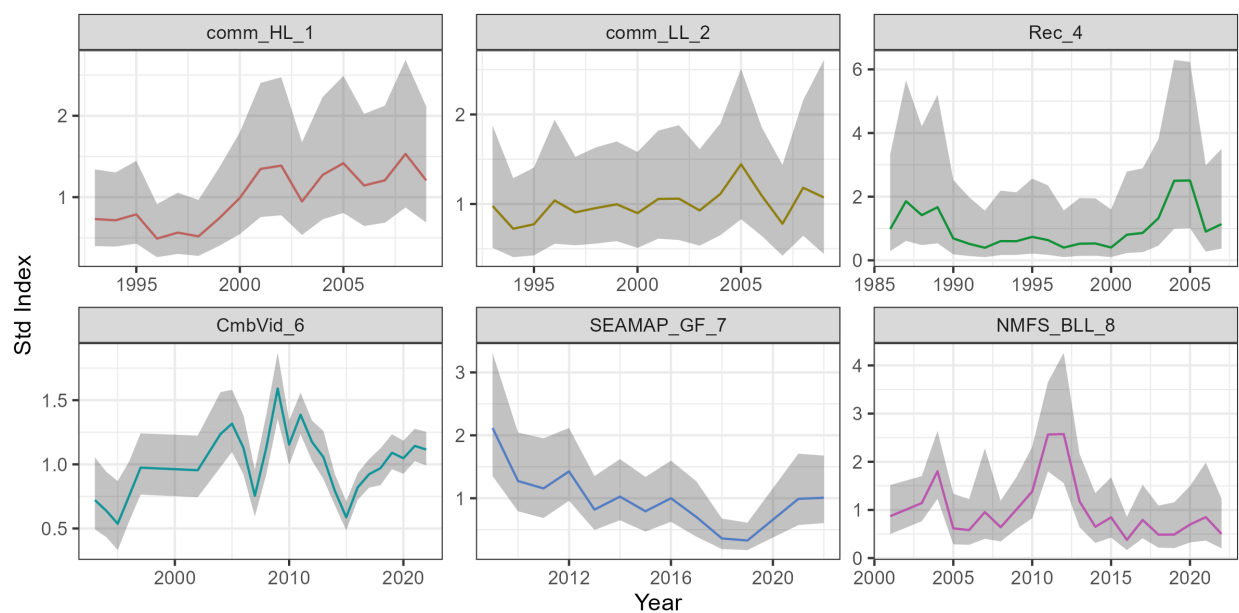 comm_HL_1 comm_LL_2 Rec_4
2 1
2 1
6 4 2 0
1995 2000 2005
1995 2000 2005
1985 1990 1995 2000 2005
Std Index
CmbVid_6 SEAMAP_GF_7 NMFS_BLL_8
1.5 1.0 0.5
3 2 1
4 3 2 1 0
2000 2010 2020
2012 2016 2020
2000 2005 2010 2015 2020
Year